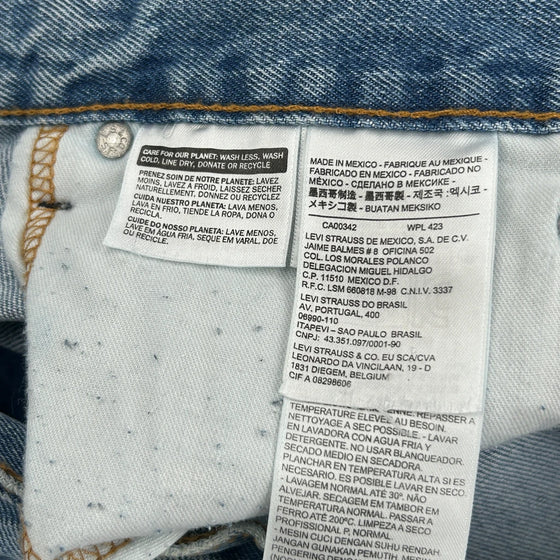 CARE FOR OUR PLANET: WASH LESS, WASH
COLD, LINE DRY, DONATE OR RECYCLE
PRENEZ SOIN DE NOTRE PLANETE: LAVEZ
MOINS, LAVEZ A FROID, LAISSEZ SECHER
NATURELLEMENT. DONNEZ OU RECYCLEZ
CUIDA NUESTRO PLANETA: LAVA MENOS,
LAVA EN FRIO, TIENDE LA ROPA, DONA O
RECICLA
CUIDE DO NOSSO PLANETA: LAVE MENOS,
LAVE EM ÁGUA FRIA, SEQUE EM VARAL. DOE
OU RECICLE
MADE IN MEXICO - FABRIQUE AU MEXIQUE -
FABRICADO EN MEXICO - FABRICADO NO
MÉXICO - СДЕЛАНО В МЕКСИКЕ -
墨西哥制造 - 墨西哥製 - 제조국 :멕시코 -
メキシコ製 - BUATAN MEKSIKO
CA00342 WPL 423
LEVI STRAUSS DE MEXICO, S.A. DE C.V.
JAIME BALMES # 8 OFICINA 502
COL. LOS MORALES POLANCO
DELEGACION MIGUEL HIDALGO
C.P. 11510 MEXICO D.F.
R.F.C. LSM 660818 M-98 C.N.I.V. 3337
LEVI STRAUSS DO BRASIL
AV. PORTUGAL, 400
06990-110
ITAPEVI – SAO PAULO BRASIL
CNPJ: 43.351.097/0001-90
LEVI STRAUSS & CO. EU SCA/CVA
LEONARDO DA VINCILAAN, 19 - D
1831 DIEGEM, BELGIUM
CIF A 08298606
REPASSER A
TEMPERATURE ELEVEE AU BESOIN.
NETTOYAGE A SEC POSSIBLE. - LAVAR
EN LAVADORA CON AGUA FRIA Y
DETERGENTE. NO USAR BLANQUEADOR.
SECADO MEDIO EN SECADORA.
PLANCHAR EN TEMPERATURA ALTA SI ES
NECESARIO. ES POSIBLE LAVAR EN SECO.
- LAVAGEM NORMAL ATÉ 30º. NÃO
ALVEJAR. SECAGEM EM TAMBOR EM
TEMPERATURA NORMAL. PASSAR A
FERRO ATÉ 200ºC. LIMPEZA A SECO
PROFISSIONAL P, NORMAL.
- MESIN CUCI DENGAN SUHU RENDAH.